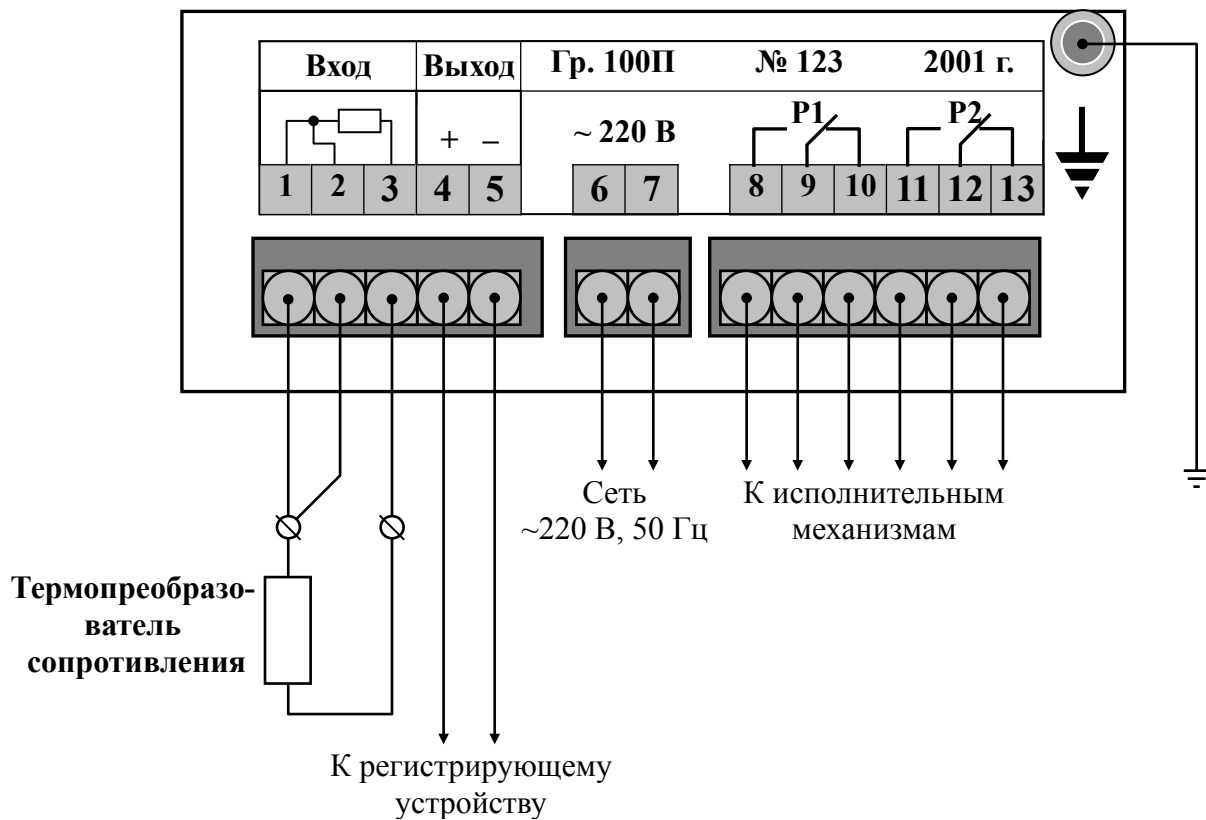 Вход Выход Гр. 100П № 123 2001 г.
+ – ~ 220 В Р1 Р2
1 2 3 4 5 6 7 8 9 10 11 12 13
Сеть
~220 В, 50 Гц
К исполнительным
механизмам
Термопреобразо-
ватель
сопротивления
К регистрирующему
устройству